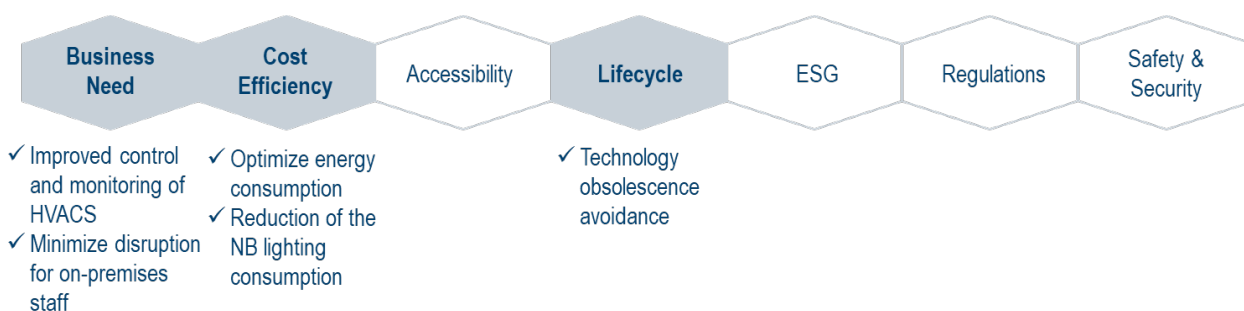 Business
Need
Cost
Efficiency
Accessibility
Lifecycle
ESG
Regulations
Safety &
Security
✓ Improved control
and monitoring of
HVACS
✓ Minimize disruption
for on-premises
staff
✓ Optimize energy
consumption
✓ Reduction of the
NB lighting
consumption
✓ Technology
obsolescence
avoidance